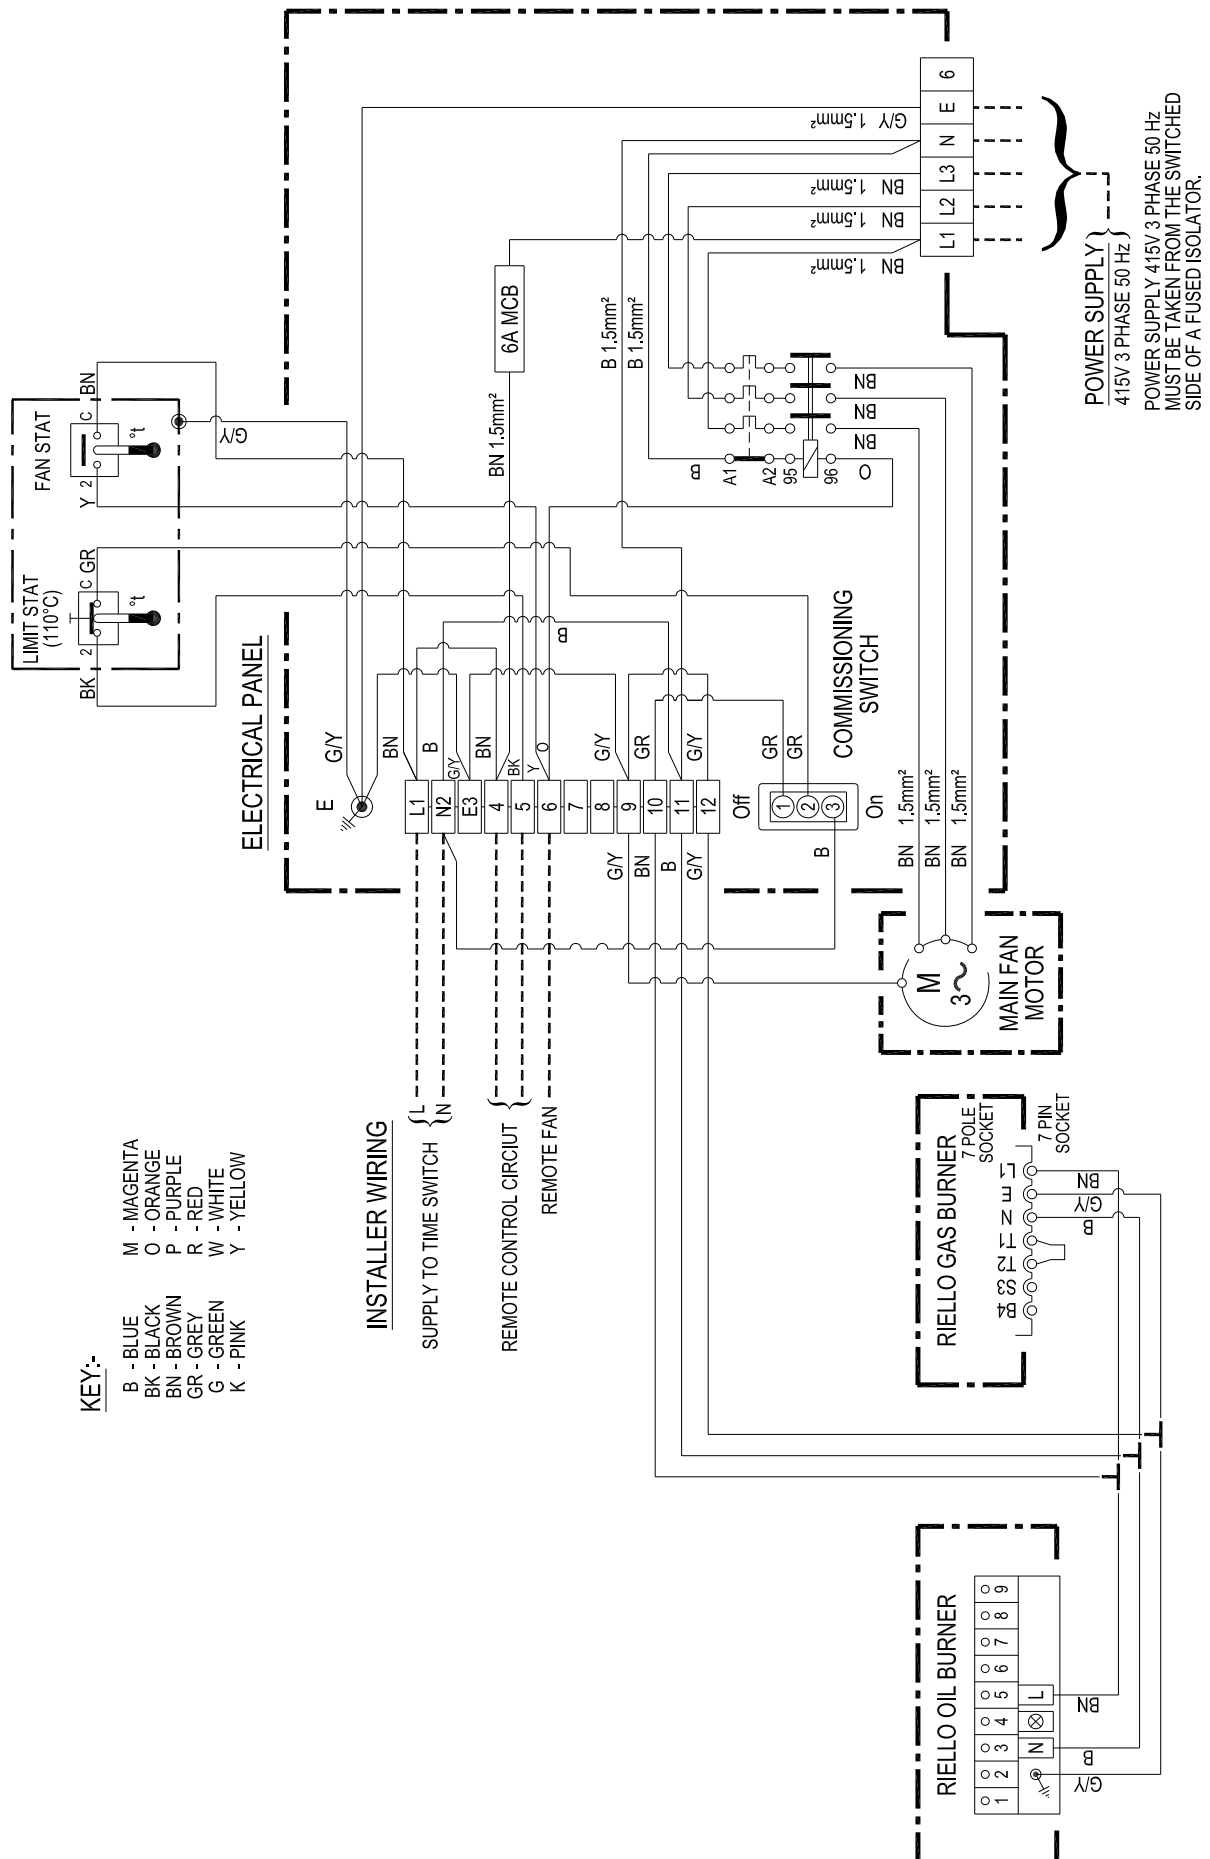 KEY:-
B - BLUE
BK - BLACK
BN - BROWN
GR - GREY
G - GREEN
K - PINK
M - MAGENTA
O - ORANGE
P - PURPLE
R - RED
W - WHITE
Y - YELLOW
LIMIT STAT
(110°C)
BK
2
C
GR
°t
FAN STAT
Y
2
C
BN
°t
G/Y
ELECTRICAL PANEL
E
G/Y
BN
B
G/Y
BN
BK
Y
O
G/Y
GR
B
G/Y
L1
N2
E3
4
5
6
7
8
9
10
11
12
G/Y
BN
B
G/Y
B
BN 1.5mm²
6A MCB
B 1.5mm²
B 1.5mm²
G/Y 1.5mm²
BN 1.5mm²
BN 1.5mm²
BN 1.5mm²
6
E
N
L3
L2
L1
POWER SUPPLY
415V 3 PHASE 50 Hz
POWER SUPPLY 415V 3 PHASE 50 Hz
MUST BE TAKEN FROM THE SWITCHED
SIDE OF A FUSED ISOLATOR.
B
A1
A2
95
96
O
BN
BN
BN
COMMISSIONING
SWITCH
GR
GR
Off
1
2
3
On
B
BN 1.5mm²
BN 1.5mm²
BN 1.5mm²
M
3
MAIN FAN
MOTOR
INSTALLER WIRING
L
N
SUPPLY TO TIME SWITCH
REMOTE CONTROL CIRCIUT
REMOTE FAN
RIELLO GAS BURNER
7 POLE
SOCKET
7 PIN
SOCKET
B4
S3
T2
T1
N
E
L1
BN
G/Y
B
RIELLO OIL BURNER
1
2
3
4
5
6
7
8
9
N
L
BN
B
G/Y